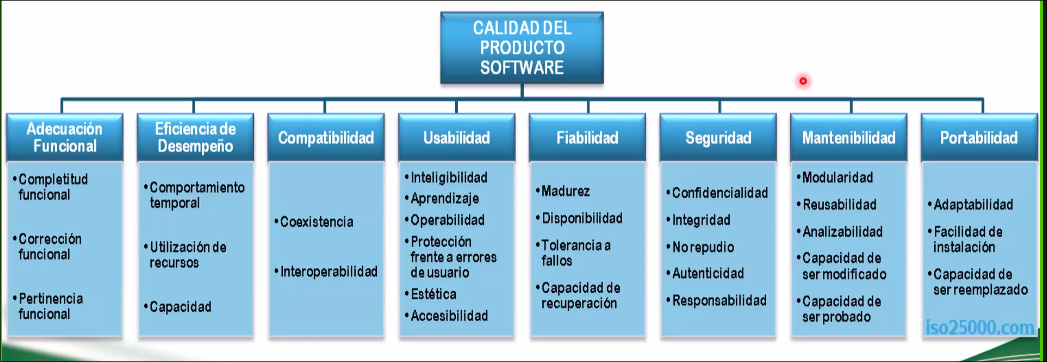 CALIDAD DEL
PRODUCTO
SOFTWARE
Adecuación
Funcional
•Completitud
funcional
•Corrección
funcional
•Pertinencia
funcional
Eficiencia de
Desempeño
•Comportamiento
temporal
•Utilización de
recursos
•Capacidad
Compatibilidad
•Coexistencia
•Interoperabilidad
Usabilidad
•Inteligibilidad
•Aprendizaje
•Operabilidad
•Protección
frente a errores
de usuario
•Estética
•Accesibilidad
Fiabilidad
•Madurez
•Disponibilidad
•Tolerancia a
fallos
•Capacidad de
recuperación
Seguridad
•Confidencialidad
•Integridad
•No repudio
•Autenticidad
•Responsabilidad
Mantenibilidad
•Modularidad
•Reusabilidad
•Analizabilidad
•Capacidad de
ser modificado
•Capacidad de
ser probado
Portabilidad
•Adaptabilidad
•Facilidad de
instalación
•Capacidad de
ser reemplazado
iso25000.com